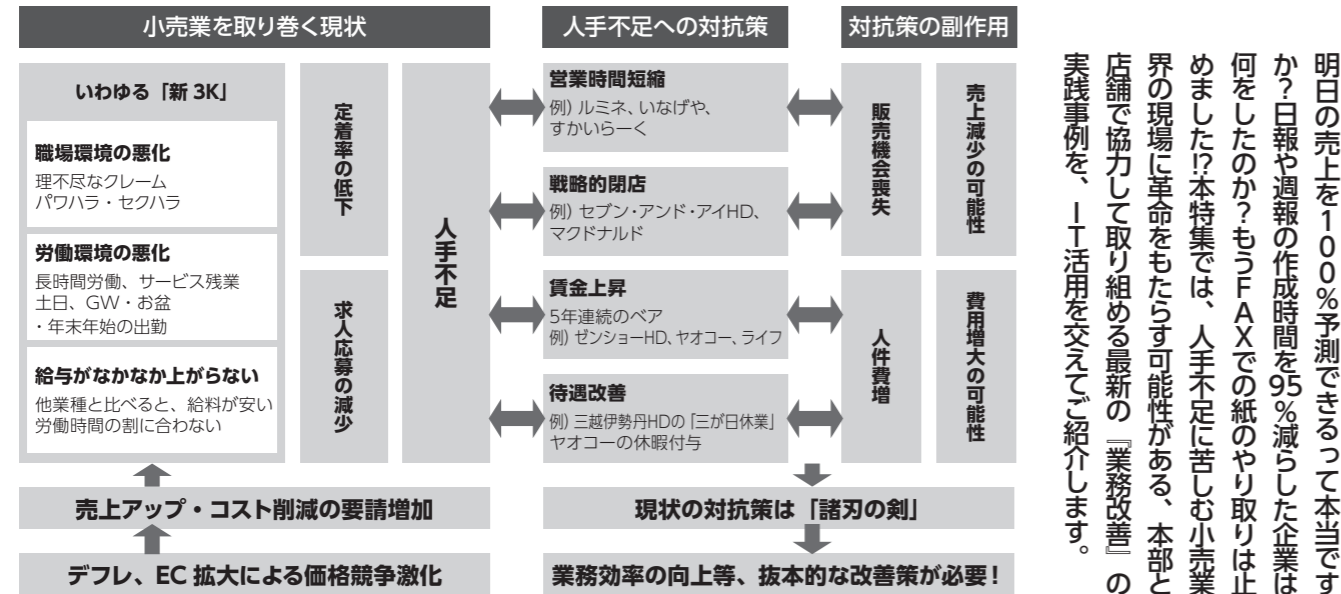 小売業を取り巻く現状
いわゆる「新3K」
職場環境の悪化
理不尽なクレーム
パワハラ・セクハラ
労働環境の悪化
長時間労働、サービス残業
土日、GW・お盆
・年末年始の出勤
給与がなかなか上がらない
他業種と比べると、給料が安い
労働時間の割に合わない
定着率の低下
求人応募の減少
人手不足
売上アップ・コスト削減の要請増加
デフレ、EC拡大による価格競争激化
人手不足への対抗策
営業時間短縮
例）ルミネ、いなげや、
すかいらーく
戦略的閉店
例）セブン・アンド・アイHD、
マクドナルド
賃金上昇
5年連続のベア
例）ゼンショーHD、ヤオコー、ライフ
待遇改善
例）三越伊勢丹HDの「三が日休業」
ヤオコーの休暇付与
対抗策の副作用
販売機会喪失
売上減少の可能性
人件費増
費用増大の可能性
現状の対抗策は「諸刃の剣」
業務効率の向上等、抜本的な改善策が必要！
明日の売上を100％予測できるって本当です
か？日報や週報の作成時間を95％減らした企業は
何をしたのか？もうFAXでの紙のやり取りは止
めました!?本特集では、人手不足に苦しむ小売業
界の現場に革命をもたらす可能性がある、本部と
店舗で協力して取り組める最新の『業務改善』の
実践事例を、IT活用を交えてご紹介します。